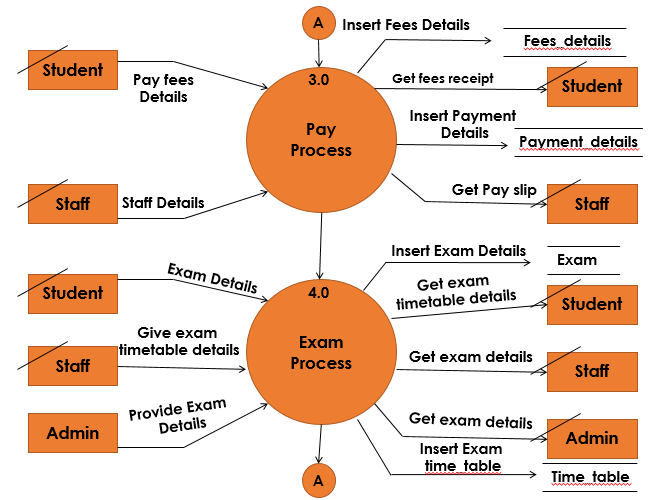 A
Insert Fees Details
Fees_details
Student
Pay fees
Details
3.0
Pay
Process
Get fees receipt
Student
Insert Payment
Details
Payment_details
Staff
Staff Details
Get Pay slip
Staff
Student
Exam Details
4.0
Exam
Process
Insert Exam Details
Exam
Get exam
timetable details
Student
Staff
Give exam
timetable details
Get exam details
Staff
Admin
Provide Exam
Details
Get exam details
Admin
Insert Exam
time_table
Time_table
A